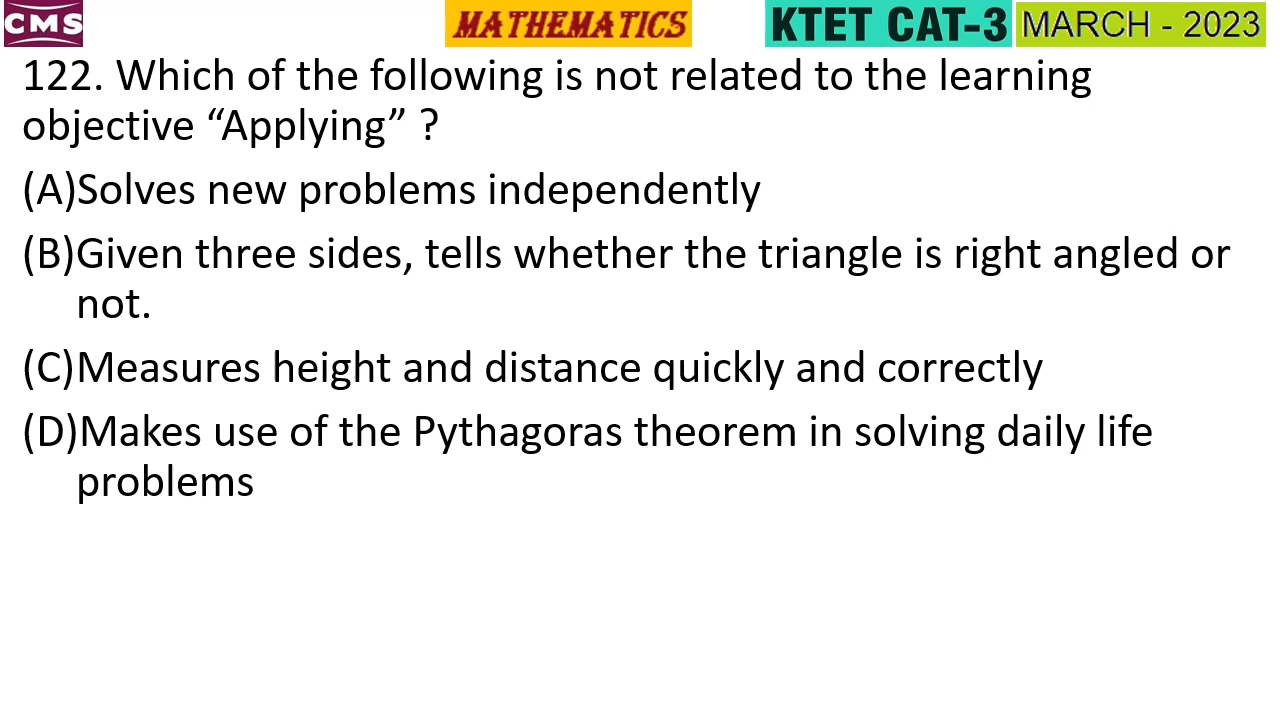 CMS MATHEMATICS KTET CAT-3 MARCH - 2023
122. Which of the following is not related to the learning
objective “Applying” ?
(A)Solves new problems independently
(B)Given three sides, tells whether the triangle is right angled or
not.
(C)Measures height and distance quickly and correctly
(D)Makes use of the Pythagoras theorem in solving daily life
problems